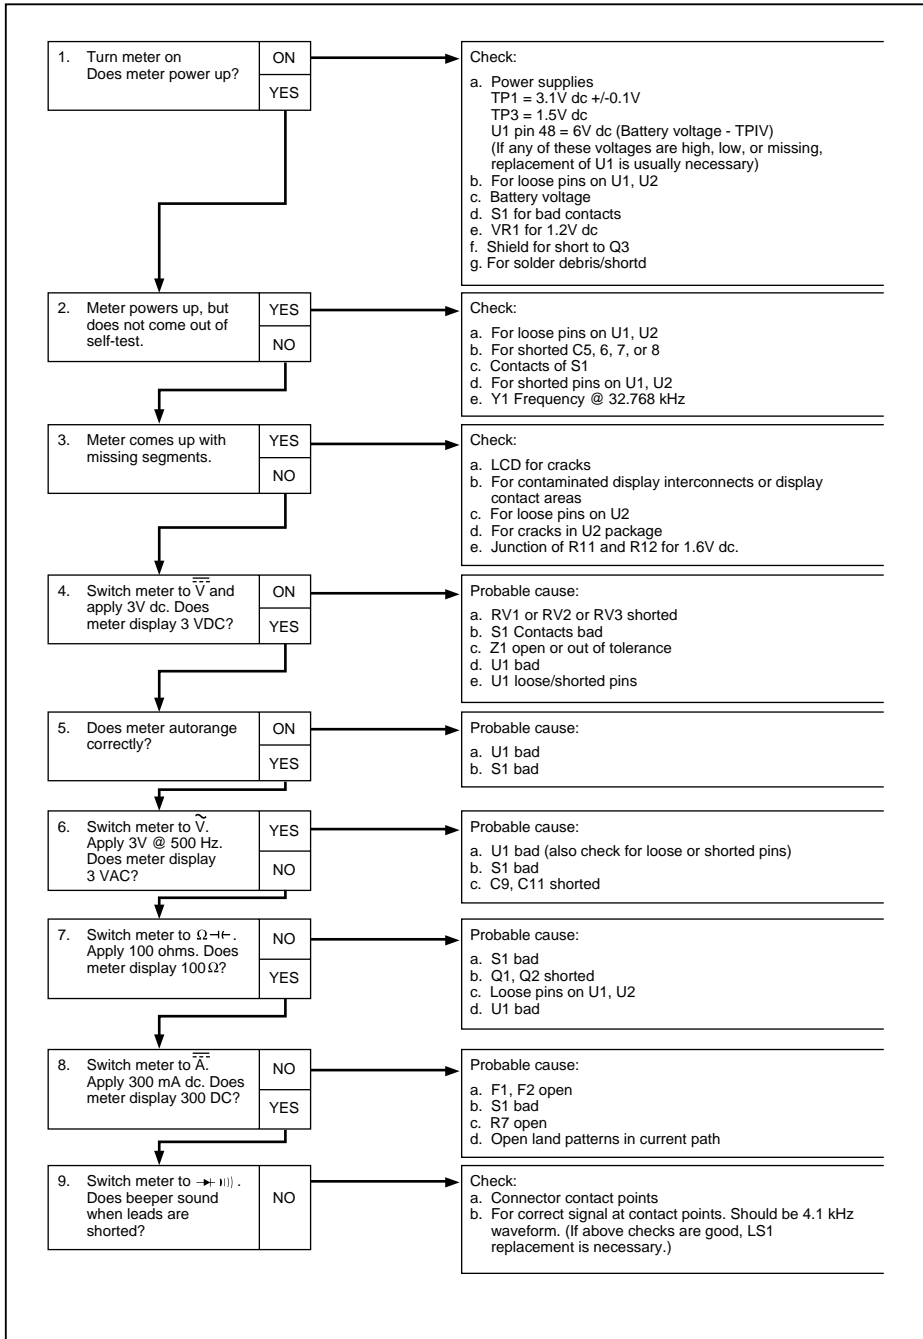 1. Turn meter on
Does meter power up?
ON
YES
Check:
a. Power supplies
TP1 = 3.1V dc +/-0.1V
TP3 = 1.5V dc
U1 pin 48 = 6V dc (Battery voltage - TPIV)
(If any of these voltages are high, low, or missing,
replacement of U1 is usually necessary)
b. For loose pins on U1, U2
c. Battery voltage
d. S1 for bad contacts
e. VR1 for 1.2V dc
f. Shield for short to Q3
g. For solder debris/shortd
2. Meter powers up, but
does not come out of
self-test.
YES
NO
Check:
a. For loose pins on U1, U2
b. For shorted C5, 6, 7, or 8
c. Contacts of S1
d. For shorted pins on U1, U2
e. Y1 Frequency @ 32.768 kHz
3. Meter comes up with
missing segments.
YES
NO
Check:
a. LCD for cracks
b. For contaminated display interconnects or display
contact areas
c. For loose pins on U2
d. For cracks in U2 package
e. Junction of R11 and R12 for 1.6V dc.
4. Switch meter to V and
apply 3V dc. Does
meter display 3 VDC?
ON
YES
Probable cause:
a. RV1 or RV2 or RV3 shorted
b. S1 Contacts bad
c. Z1 open or out of tolerance
d. U1 bad
e. U1 loose/shorted pins
5. Does meter autorange
correctly?
ON
YES
Probable cause:
a. U1 bad
b. S1 bad
6. Switch meter to Ṽ.
Apply 3V @ 500 Hz.
Does meter display
3 VAC?
YES
NO
Probable cause:
a. U1 bad (also check for loose or shorted pins)
b. S1 bad
c. C9, C11 shorted
7. Switch meter to Ω⊣⊢.
Apply 100 ohms. Does
meter display 100Ω?
NO
YES
Probable cause:
a. S1 bad
b. Q1, Q2 shorted
c. Loose pins on U1, U2
d. U1 bad
8. Switch meter to A.
Apply 300 mA dc. Does
meter display 300 DC?
NO
YES
Probable cause:
a. F1, F2 open
b. S1 bad
c. R7 open
d. Open land patterns in current path
9. Switch meter to .
Does beeper sound
when leads are
shorted?
NO
Check:
a. Connector contact points
b. For correct signal at contact points. Should be 4.1 kHz
waveform. (If above checks are good, LS1
replacement is necessary.)